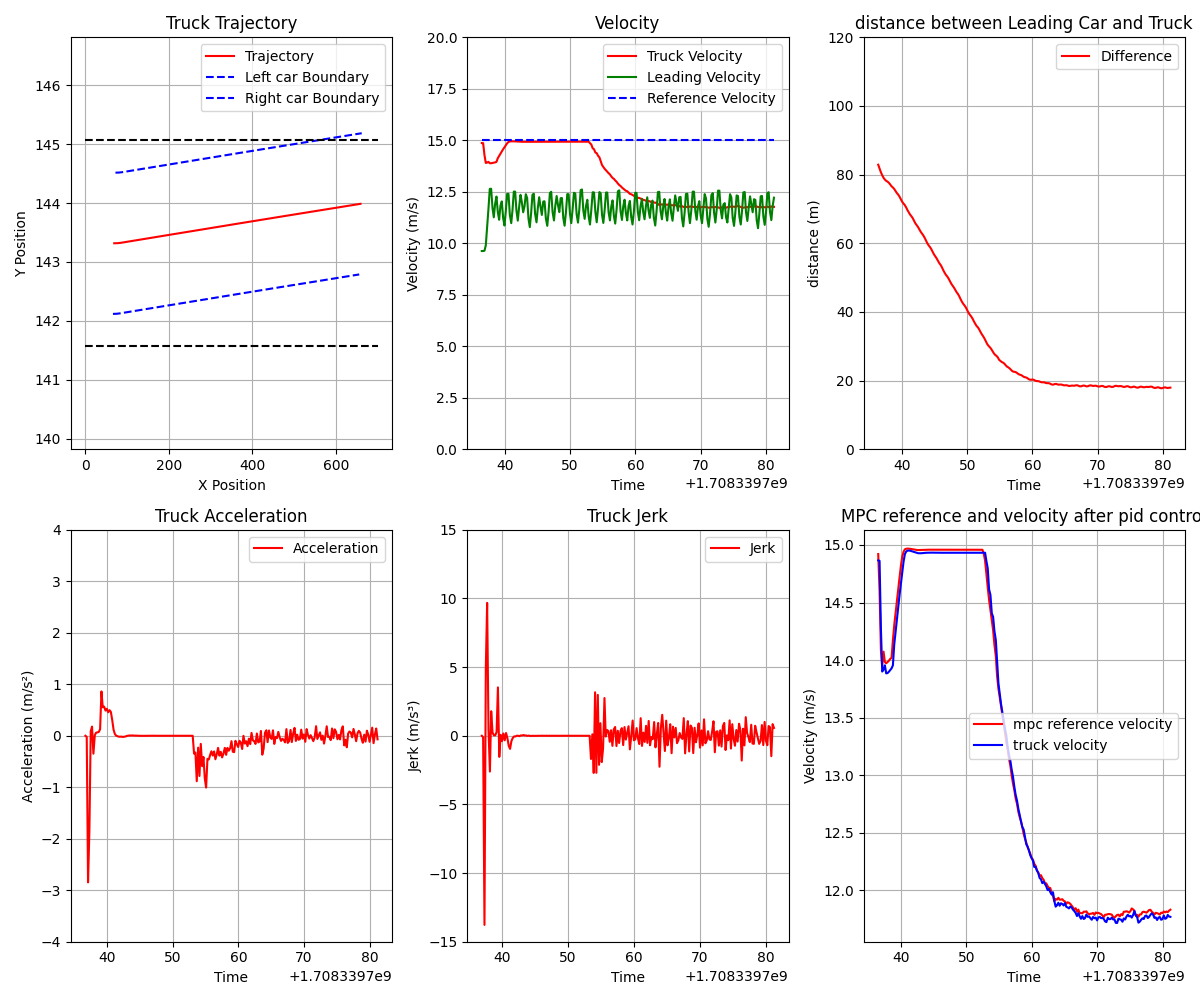 Truck Trajectory
Trajectory
Left car Boundary
Right car Boundary
146
145
144
143
142
141
140
Y Position
0 200 400 600
X Position
Velocity
Truck Velocity
Leading Velocity
Reference Velocity
20.0
17.5
15.0
12.5
10.0
7.5
5.0
2.5
0.0
Velocity (m/s)
40 50 60 70 80
Time +1.7083397e9
distance between Leading Car and Truck
Difference
120
100
80
60
40
20
0
distance (m)
40 50 60 70 80
Time +1.7083397e9
Truck Acceleration
Acceleration
4
3
2
1
0
−1
−2
−3
−4
Acceleration (m/s²)
40 50 60 70 80
Time +1.7083397e9
Truck Jerk
Jerk
15
10
5
0
−5
−10
−15
Jerk (m/s³)
40 50 60 70 80
Time +1.7083397e9
MPC reference and velocity after pid contro
mpc reference velocity
truck velocity
15.0
14.5
14.0
13.5
13.0
12.5
12.0
Velocity (m/s)
40 50 60 70 80
Time +1.7083397e9